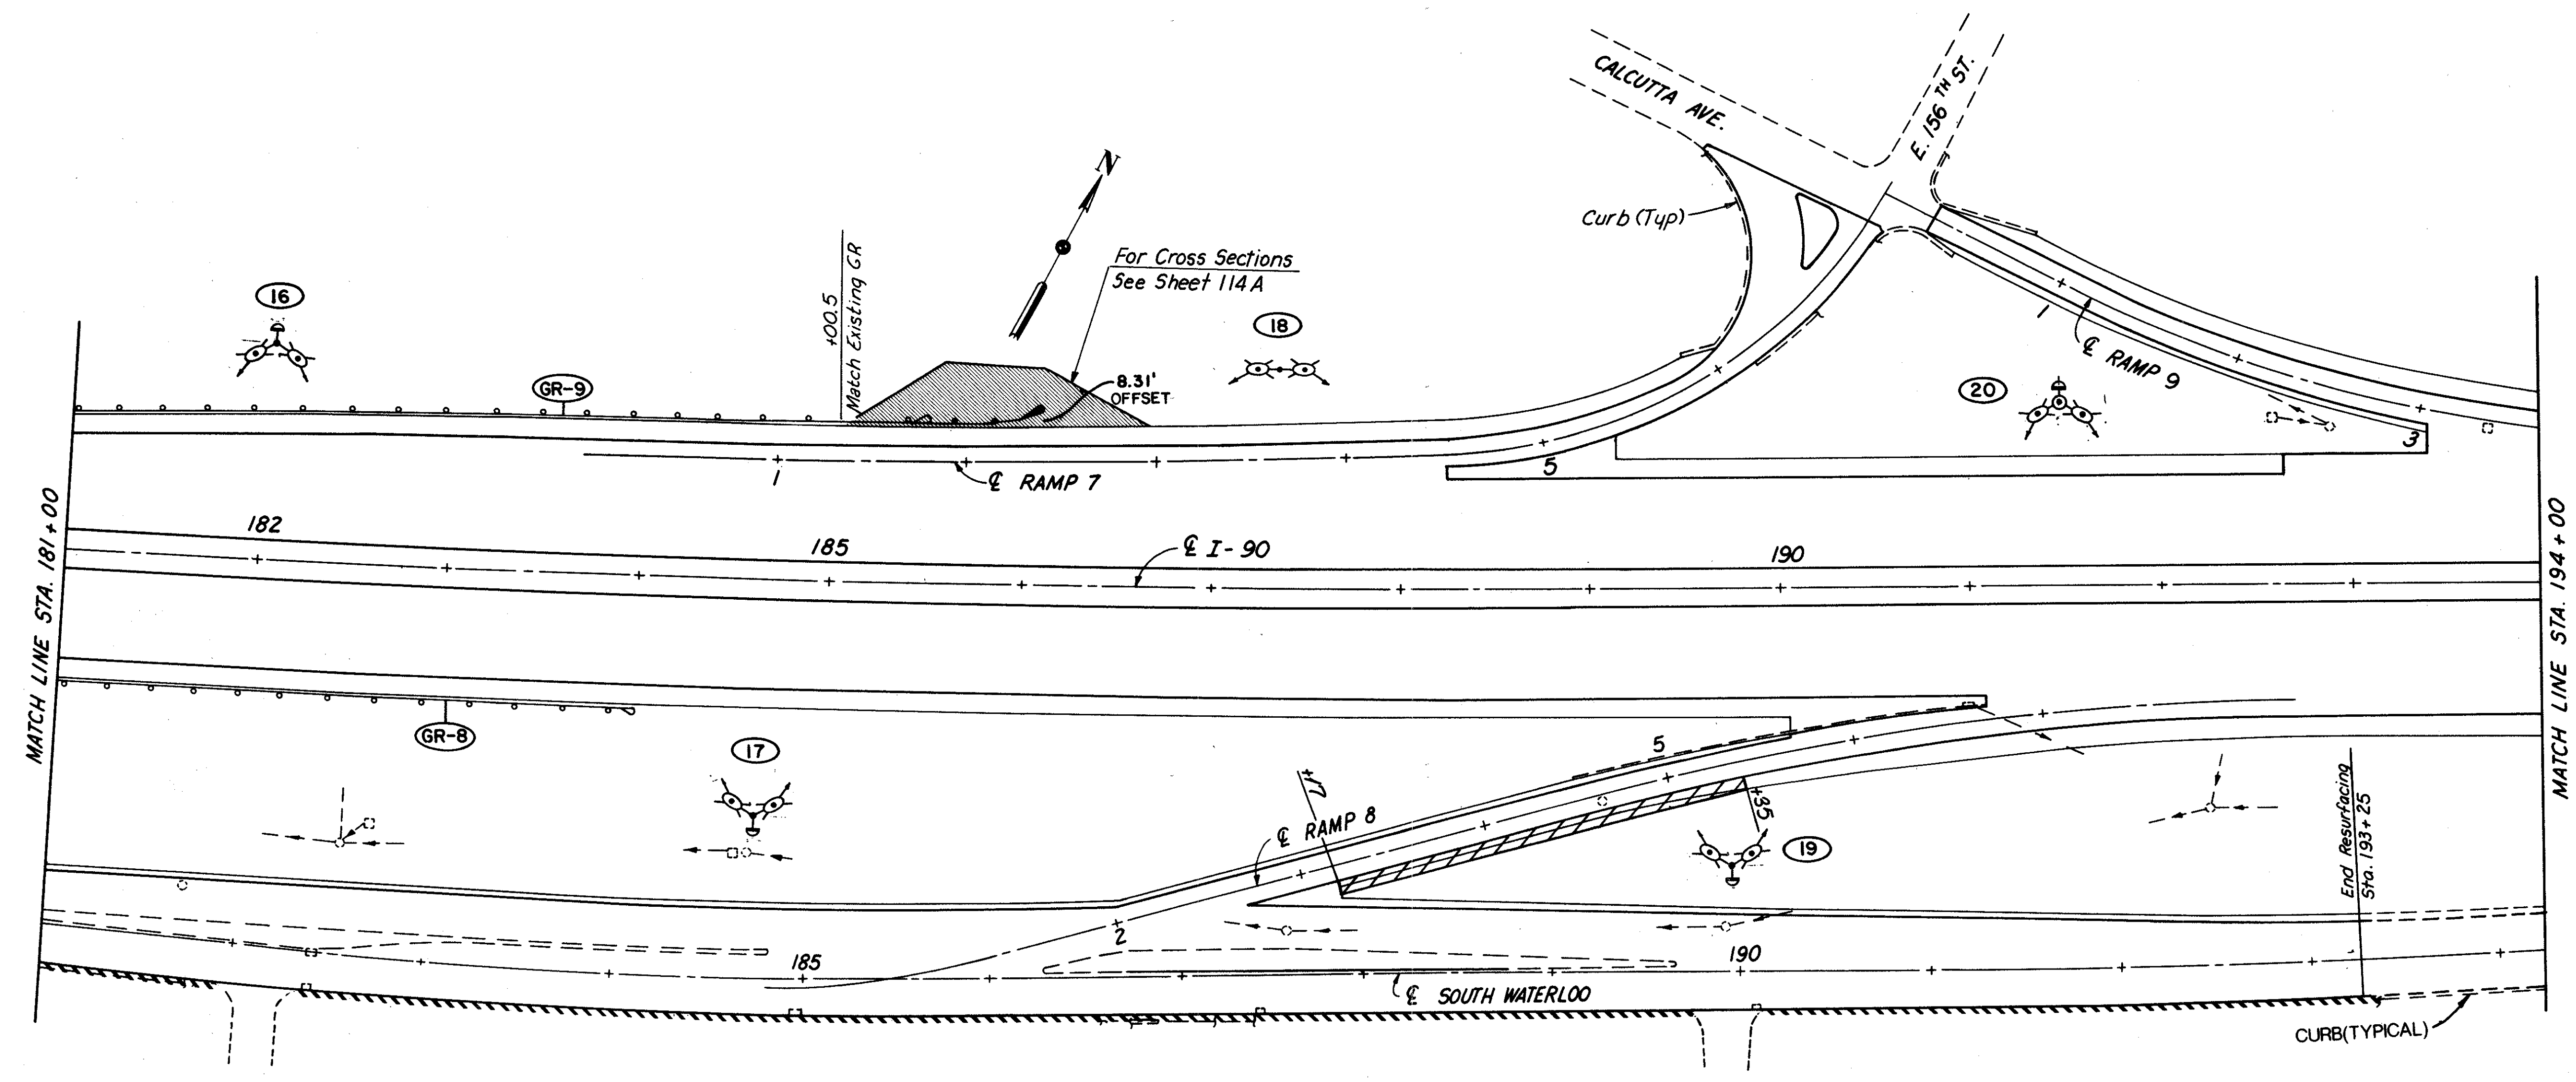 CALCUTTA AVE.
E. 156TH ST.
N
Curb (Typ)
For Cross Sections
See Sheet 114A
16
+00.5
Match Existing GR
18
8.31'
OFFSET
GR-9
1
℄ RAMP 9
20
3
5
1
℄ RAMP 7
MATCH LINE STA. 181+00
182
185
℄ I-90
190
MATCH LINE STA. 194+00
GR-8
17
5
+17
+35
℄ RAMP 8
19
End Resurfacing
Sta. 193+25
2
185
190
℄ SOUTH WATERLOO
CURB(TYPICAL)